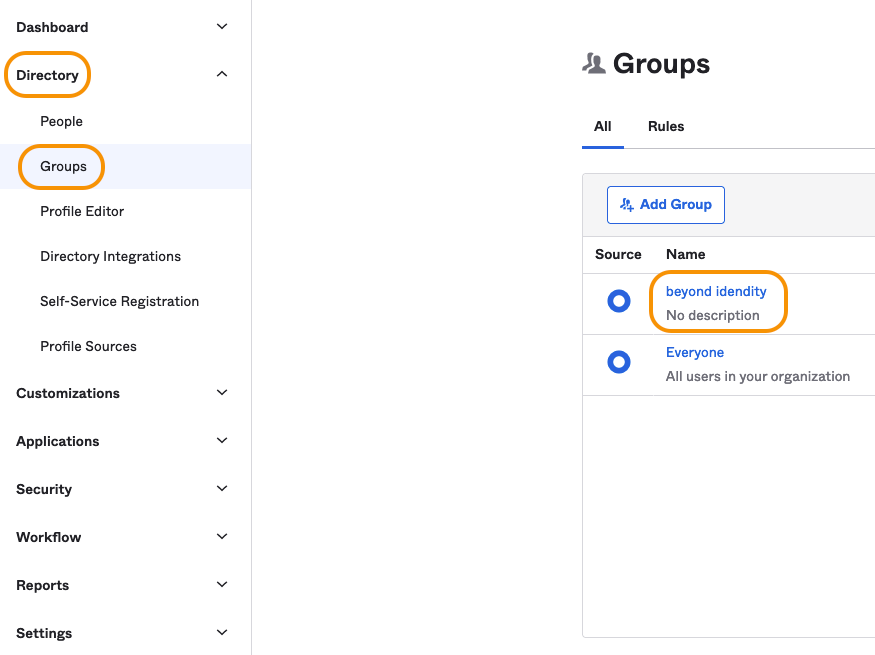 Dashboard
Directory
People
Groups
Profile Editor
Directory Integrations
Self-Service Registration
Profile Sources
Customizations
Applications
Security
Workflow
Reports
Settings
Groups
All Rules
Add Group
Source Name
beyond idendity
No description
Everyone
All users in your organization